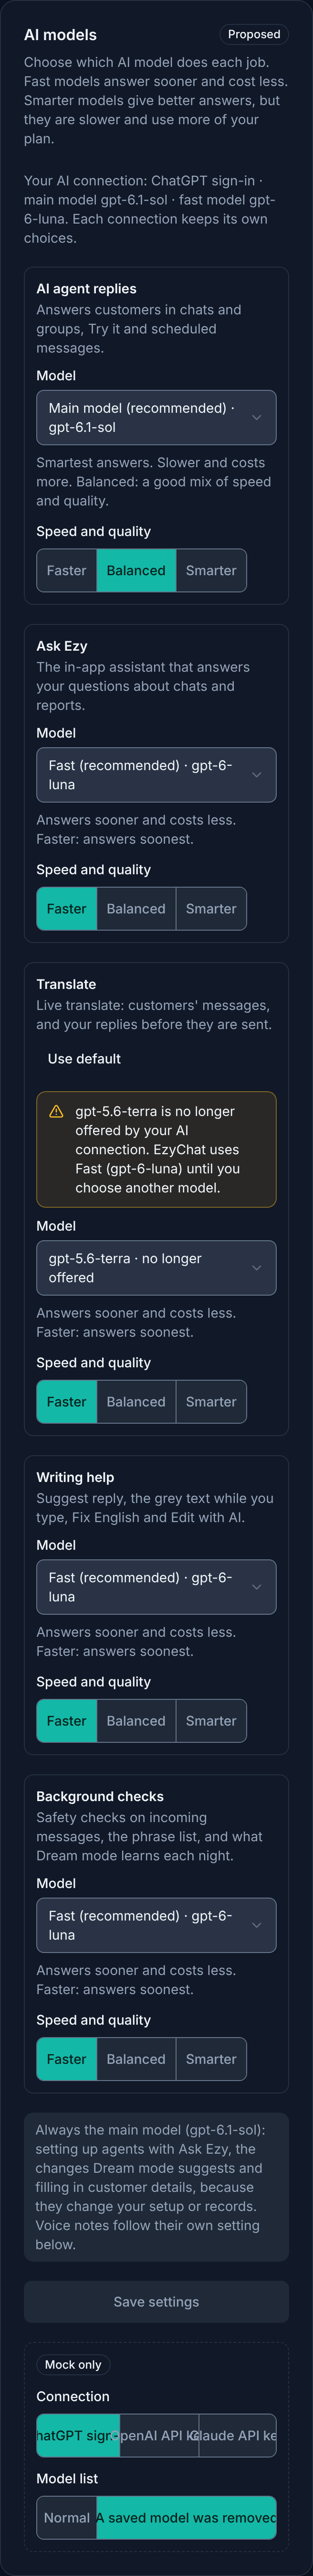 AI models
Proposed
Choose which AI model does each job.
Fast models answer sooner and cost less.
Smarter models give better answers, but
they are slower and use more of your
plan.
Your AI connection: ChatGPT sign-in ·
main model gpt-6.1-sol · fast model gpt-
6-luna. Each connection keeps its own
choices.
AI agent replies
Answers customers in chats and
groups, Try it and scheduled
messages.
Model
Main model (recommended) ·
gpt-6.1-sol
Smartest answers. Slower and costs
more. Balanced: a good mix of speed
and quality.
Speed and quality
Faster Balanced Smarter
Ask Ezy
The in-app assistant that answers
your questions about chats and
reports.
Model
Fast (recommended) · gpt-6-
luna
Answers sooner and costs less.
Faster: answers soonest.
Speed and quality
Faster Balanced Smarter
Translate
Live translate: customers' messages,
and your replies before they are sent.
Use default
gpt-5.6-terra is no longer
offered by your AI
connection. EzyChat uses
Fast (gpt-6-luna) until you
choose another model.
Model
gpt-5.6-terra · no longer
offered
Answers sooner and costs less.
Faster: answers soonest.
Speed and quality
Faster Balanced Smarter
Writing help
Suggest reply, the grey text while you
type, Fix English and Edit with AI.
Model
Fast (recommended) · gpt-6-
luna
Answers sooner and costs less.
Faster: answers soonest.
Speed and quality
Faster Balanced Smarter
Background checks
Safety checks on incoming
messages, the phrase list, and what
Dream mode learns each night.
Model
Fast (recommended) · gpt-6-
luna
Answers sooner and costs less.
Faster: answers soonest.
Speed and quality
Faster Balanced Smarter
Always the main model (gpt-6.1-sol):
setting up agents with Ask Ezy, the
changes Dream mode suggests and
filling in customer details, because
they change your setup or records.
Voice notes follow their own setting
below.
Save settings
Mock only
Connection
hatGPT sign penAI API laude API ke
Model list
Normal A saved model was removed